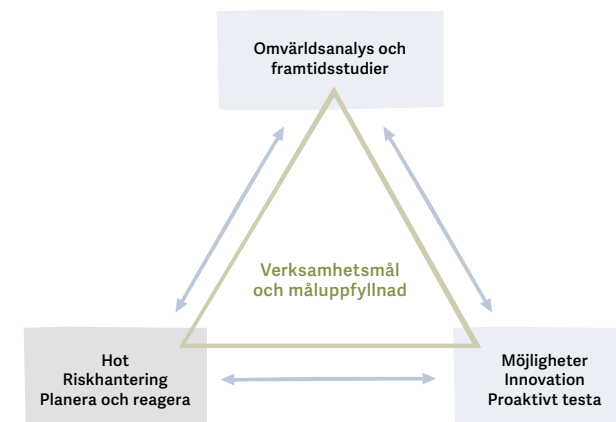 Omvärldsanalys och
framtidsstudier
Verksamhetsmål
och måluppfyllnad
Hot
Riskhantering
Planera och reagera
Möjligheter
Innovation
Proaktivt testa